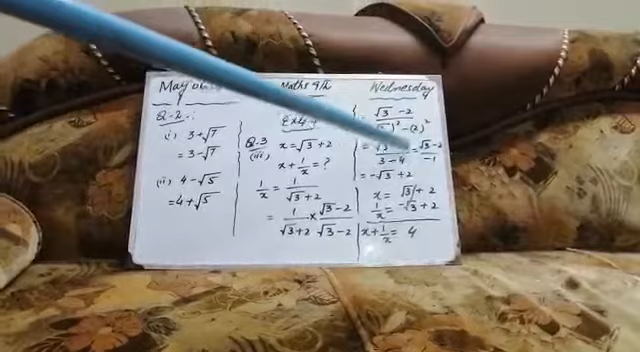 Maths 9th
Wednesday
Q.2:
(i) 3+√7
= 3-√7
(ii) 4-√5
= 4+√5
Q.3
(iii)
x = √3 + 2
x + 1/x = ?
1/x = 1/(√3+2)
= 1/(√3+2) × (√3-2)/(√3-2)
= √3 - 2
3-4
= (√3-2)/-1
= -√3 + 2
x = √3 + 2
1/x = -√3 + 2
x + 1/x = 4